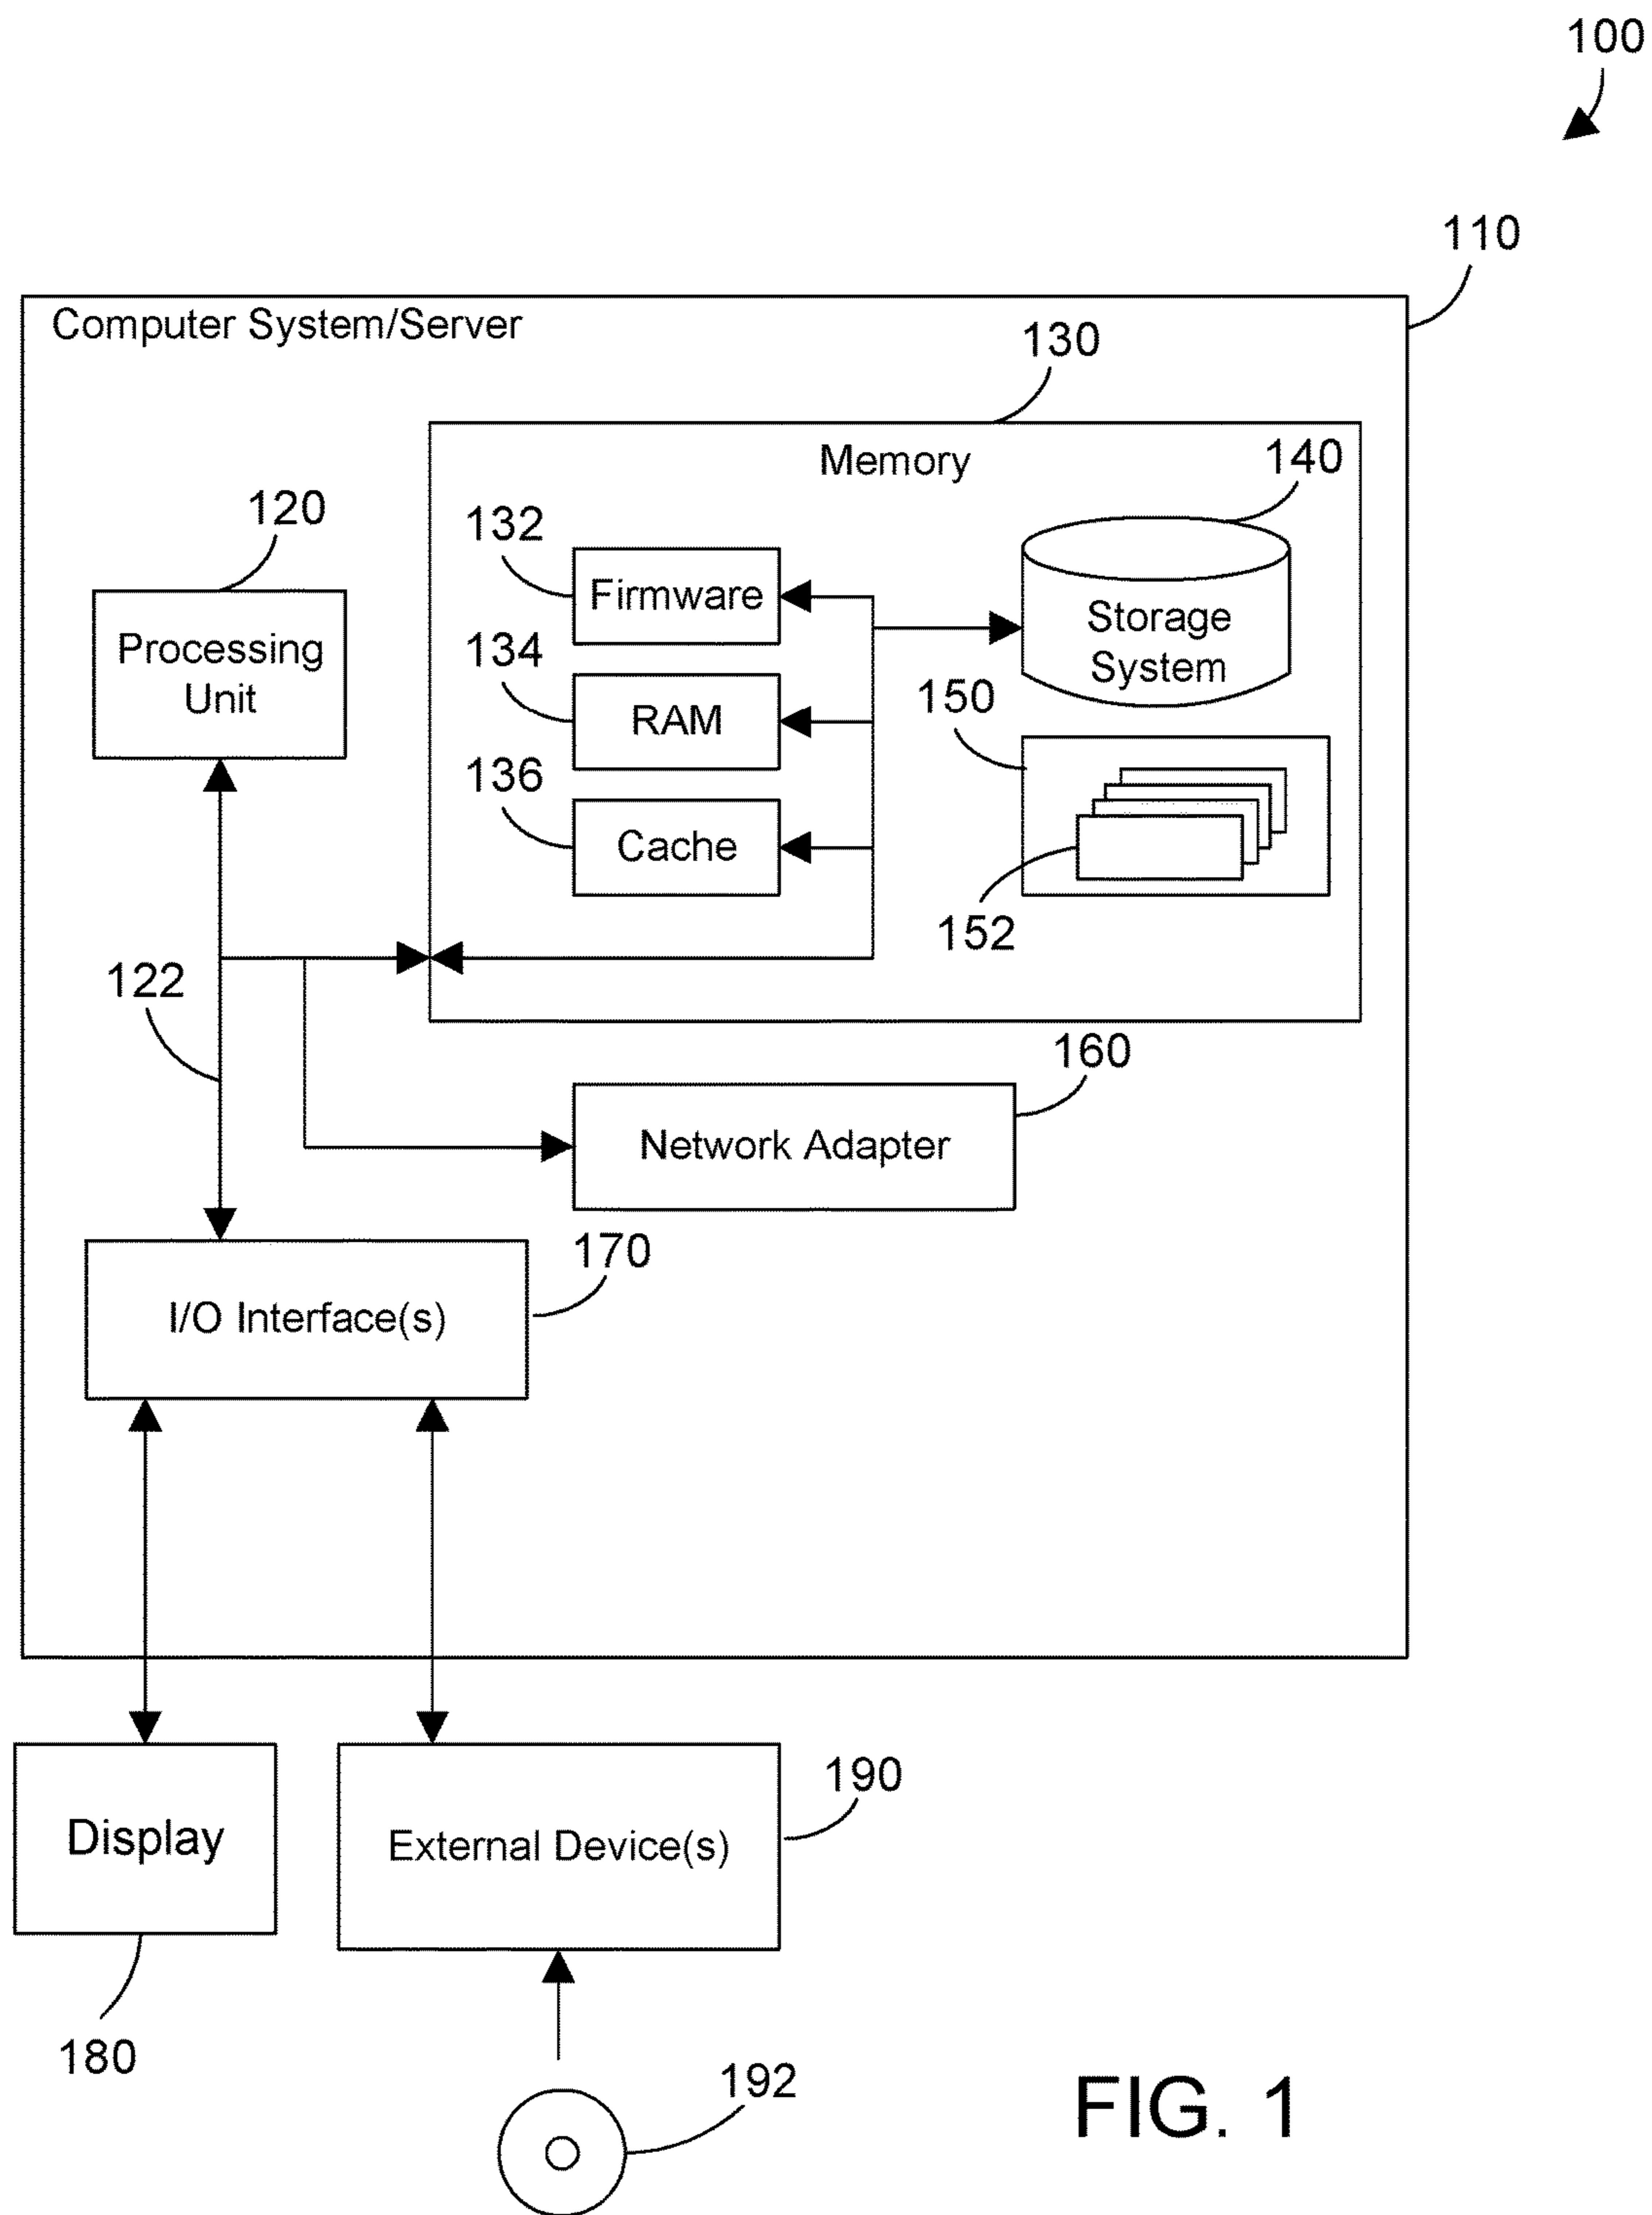 100
110
Computer System/Server
130
Memory
140
120
132
Firmware
Storage
System
Processing
Unit
134
RAM
150
136
Cache
152
122
160
Network Adapter
170
I/O Interface(s)
190
Display
External Device(s)
180
192
FIG. 1